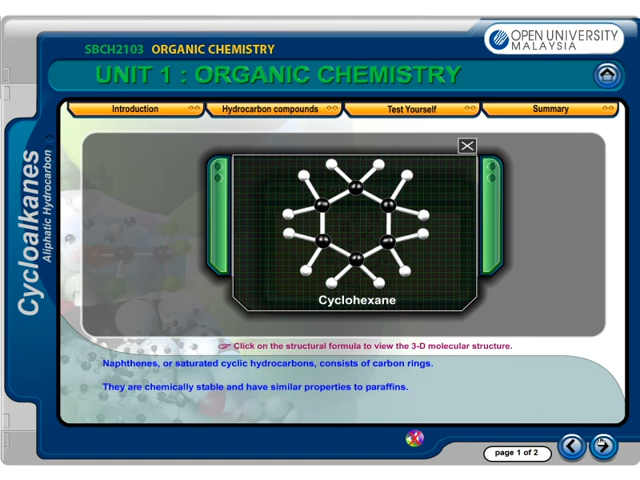 SBCH2103 ORGANIC CHEMISTRY
OPEN UNIVERSITY
MALAYSIA
UNIT 1 : ORGANIC CHEMISTRY
Introduction
Hydrocarbon compounds
Test Yourself
Summary
Cycloalkanes
Aliphatic Hydrocarbon
Cyclohexane
Click on the structural formula to view the 3-D molecular structure.
Naphthenes, or saturated cyclic hydrocarbons, consists of carbon rings.
They are chemically stable and have similar properties to paraffins.
page 1 of 2